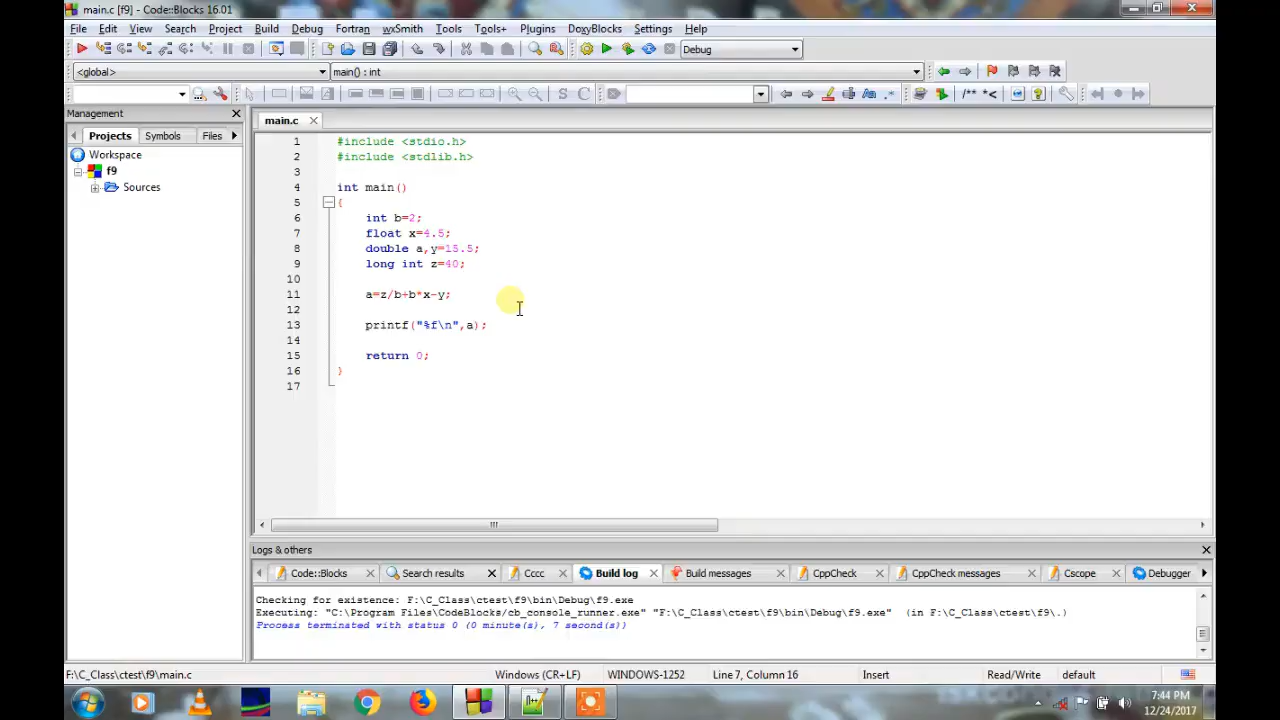 main.c [f9] - Code::Blocks 16.01
File Edit View Search Project Build Debug Fortran wxSmith Tools Tools+ Plugins DoxyBlocks Settings Help
Debug
<global> main() : int
S C /** *< Aa .*
Management
Projects Symbols Files
Workspace
f9
Sources
main.c
1 #include <stdio.h>
2 #include <stdlib.h>
3
4 int main()
5 {
6 int b=2;
7 float x=4.5;
8 double a,y=15.5;
9 long int z=40;
10
11 a=z/b+b*x-y;
12
13 printf("%f\n",a);
14
15 return 0;
16 }
17
Logs & others
Code::Blocks Search results Cccc Build log Build messages CppCheck CppCheck messages Cscope Debugger
Checking for existence: F:\C_Class\ctest\f9\bin\Debug\f9.exe
Executing: "C:\Program Files\CodeBlocks/cb_console_runner.exe" "F:\C_Class\ctest\f9\bin\Debug\f9.exe" (in F:\C_Class\ctest\f9\.)
Process terminated with status 0 (0 minute(s), 7 second(s))
F:\C_Class\ctest\f9\main.c Windows (CR+LF) WINDOWS-1252 Line 7, Column 16 Insert Read/Write default
7:44 PM
12/24/2017